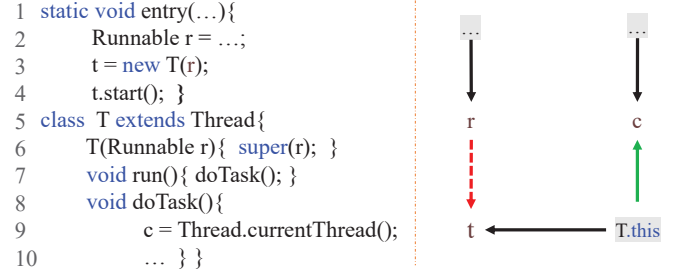 1 static void entry(…){
2 Runnable r = …;
3 t = new T(r);
4 t.start(); }
5 class T extends Thread{
6 T(Runnable r){ super(r); }
7 void run(){ doTask(); }
8 void doTask(){
9 c = Thread.currentThread();
10 … } }
… …
r c
t T.this